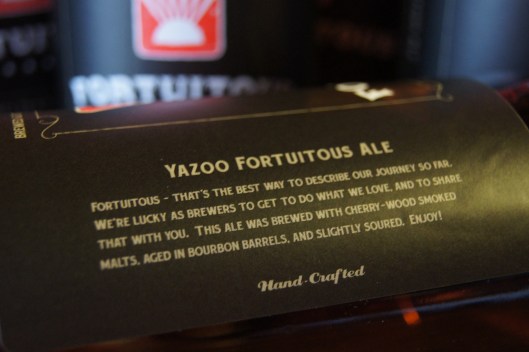 FORTUITOU
BREWED
YAZOO FORTUITOUS ALE
FORTUITOUS - THAT'S THE BEST WAY TO DESCRIBE OUR JOURNEY SO FAR.
WE'RE LUCKY AS BREWERS TO GET TO DO WHAT WE LOVE, AND TO SHARE
THAT WITH YOU. THIS ALE WAS BREWED WITH CHERRY-WOOD SMOKED
MALTS, AGED IN BOURBON BARRELS, AND SLIGHTLY SOURED. ENJOY!
Hand-Crafted